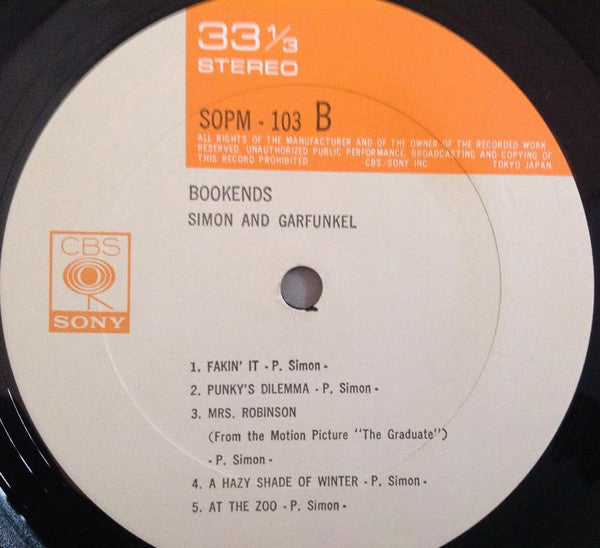 33 1/3
STEREO
SOPM - 103 B
ALL RIGHTS OF THE MANUFACTURER AND OF THE OWNER OF THE RECORDED WORK
RESERVED. UNAUTHORIZED PUBLIC PERFORMANCE, BROADCASTING AND COPYING OF
THIS RECORD PROHIBITED CBS/SONY INC. TOKYO JAPAN
BOOKENDS
SIMON AND GARFUNKEL
CBS
SONY
1. FAKIN' IT - P. Simon -
2. PUNKY'S DILEMMA - P. Simon -
3. MRS. ROBINSON
(From the Motion Picture "The Graduate")
- P. Simon -
4. A HAZY SHADE OF WINTER - P. Simon -
5. AT THE ZOO - P. Simon -